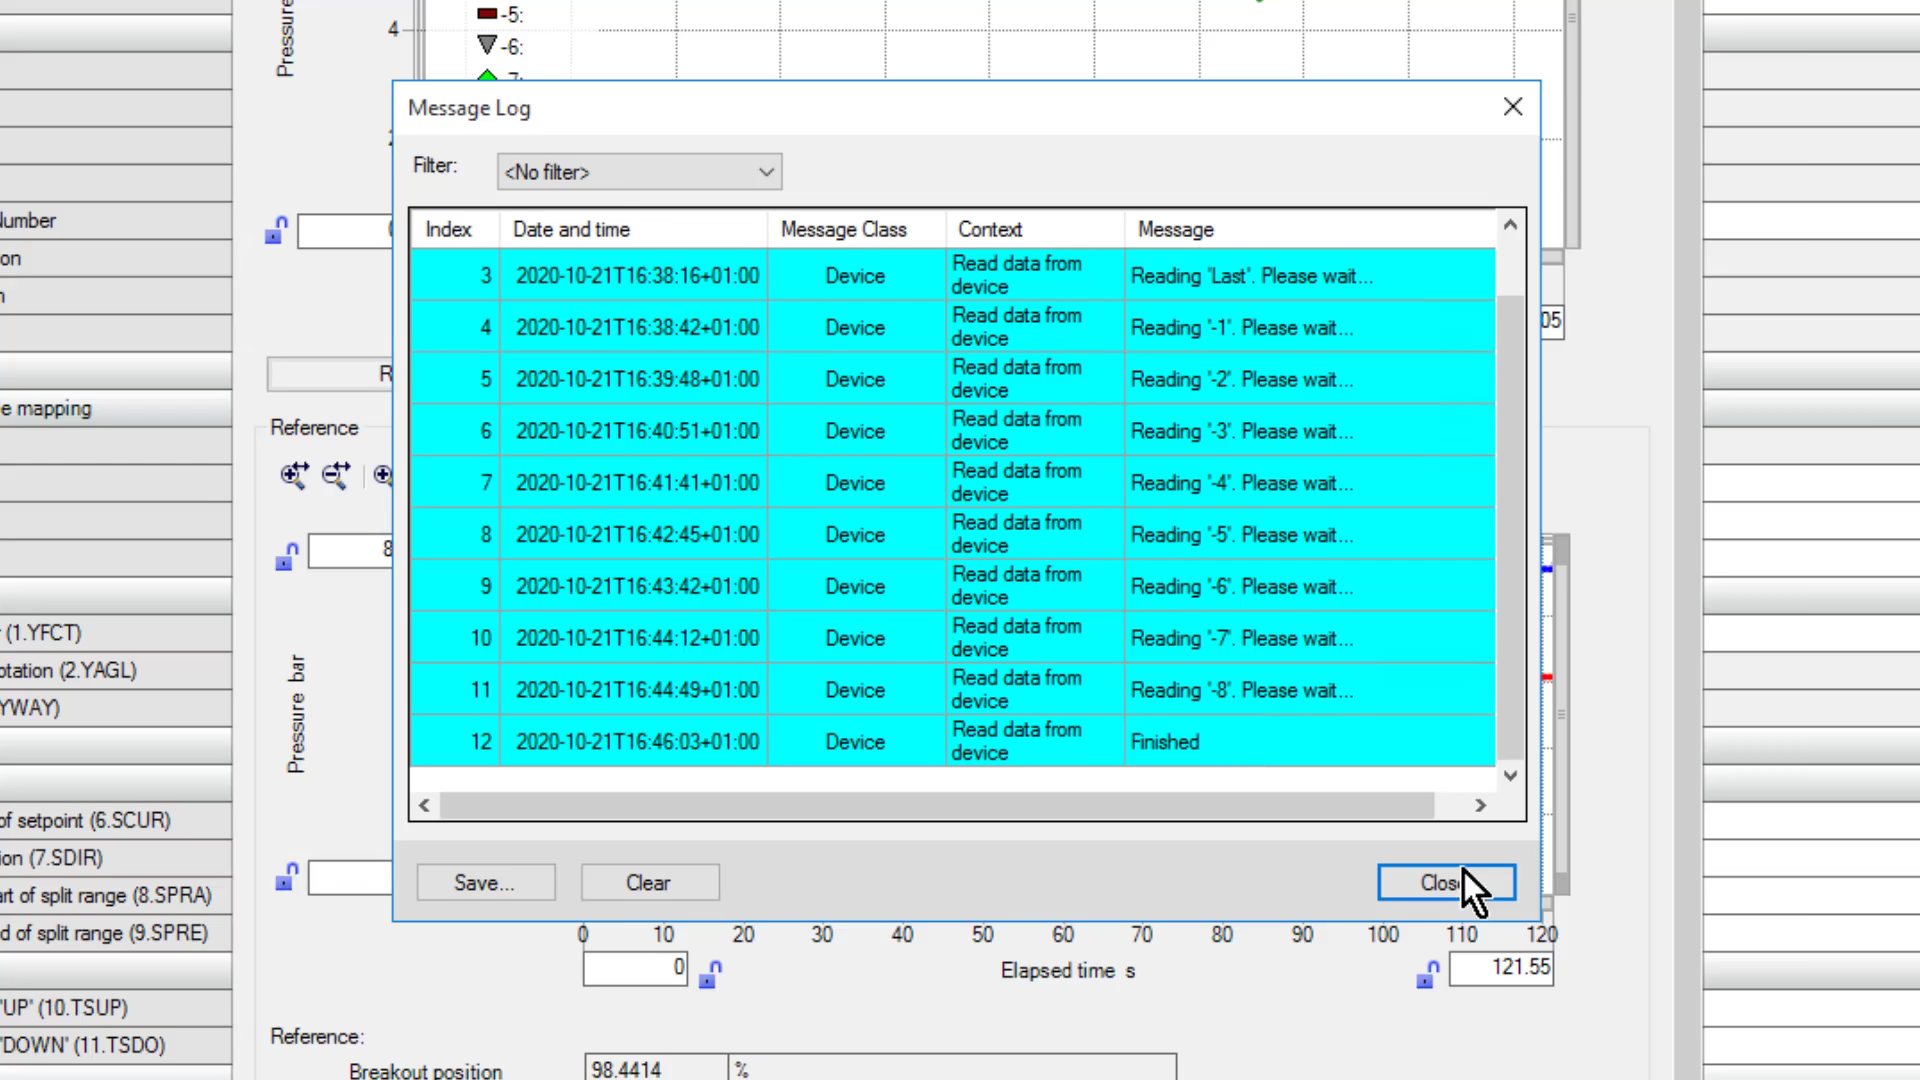 Pressure
4
-5:
-6:
-7:
Message Log
Filter:
<No filter>
Index Date and time Message Class Context Message
3 2020-10-21T16:38:16+01:00 Device Read data from device Reading 'Last'. Please wait...
4 2020-10-21T16:38:42+01:00 Device Read data from device Reading '-1'. Please wait...
5 2020-10-21T16:39:48+01:00 Device Read data from device Reading '-2'. Please wait...
6 2020-10-21T16:40:51+01:00 Device Read data from device Reading '-3'. Please wait...
7 2020-10-21T16:41:41+01:00 Device Read data from device Reading '-4'. Please wait...
8 2020-10-21T16:42:45+01:00 Device Read data from device Reading '-5'. Please wait...
9 2020-10-21T16:43:42+01:00 Device Read data from device Reading '-6'. Please wait...
10 2020-10-21T16:44:12+01:00 Device Read data from device Reading '-7'. Please wait...
11 2020-10-21T16:44:49+01:00 Device Read data from device Reading '-8'. Please wait...
12 2020-10-21T16:46:03+01:00 Device Read data from device Finished
Save... Clear Close
Number
on
e mapping
(1.YFCT)
otation (2.YAGL)
YWAY)
of setpoint (6.SCUR)
ion (7.SDIR)
art of split range (8.SPRA)
d of split range (9.SPRE)
'UP' (10.TSUP)
'DOWN' (11.TSDO)
R
05
Reference
8
Pressure bar
0 10 20 30 40 50 60 70 80 90 100 110 120
0 Elapsed time s 121.55
Reference:
Breakout position 98.4414 %